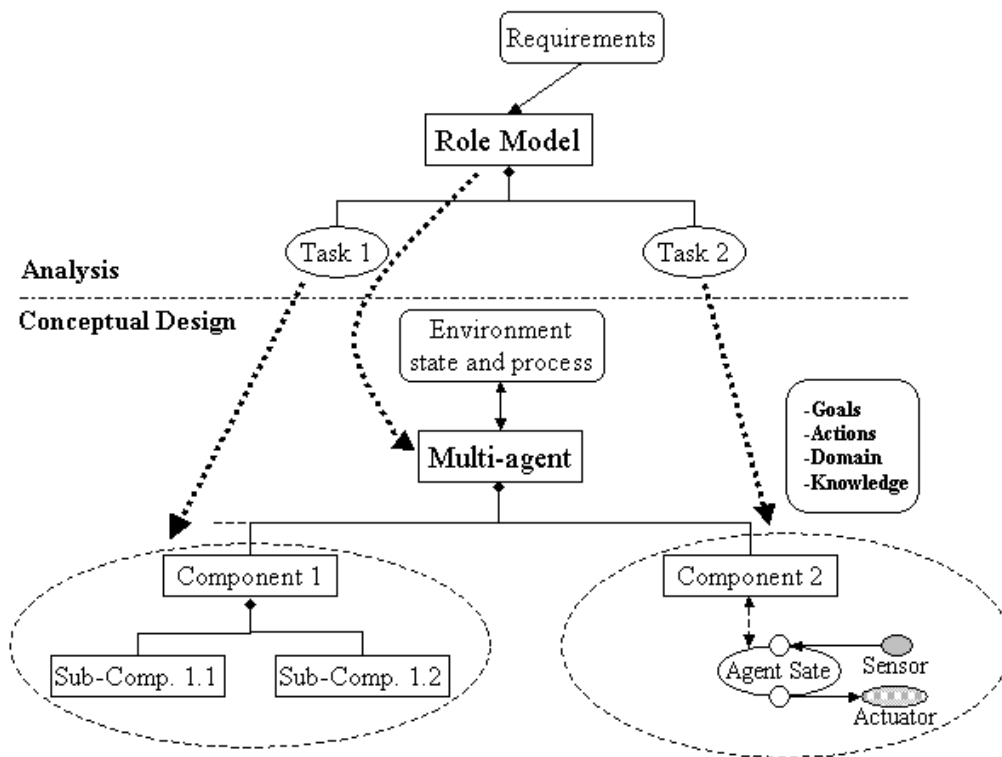 Requirements
Role Model
Task 1
Task 2
Analysis
Conceptual Design
Environment
state and process
-Goals
-Actions
-Domain
-Knowledge
Multi-agent
Component 1
Component 2
Sub-Comp. 1.1
Sub-Comp. 1.2
Agent Sate
Sensor
Actuator